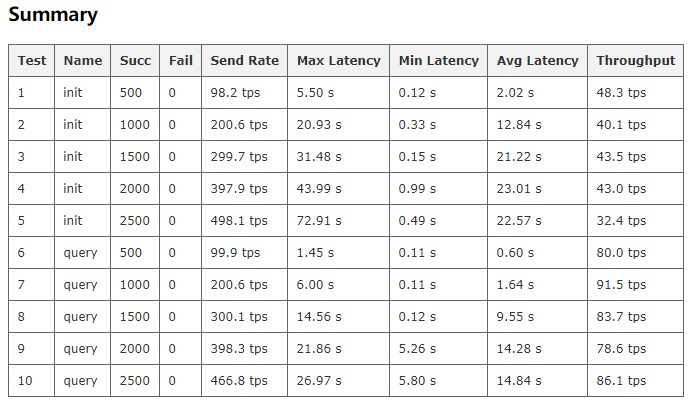 Summary
Test Name Succ Fail Send Rate Max Latency Min Latency Avg Latency Throughput
1 init 500 0 98.2 tps 5.50 s 0.12 s 2.02 s 48.3 tps
2 init 1000 0 200.6 tps 20.93 s 0.33 s 12.84 s 40.1 tps
3 init 1500 0 299.7 tps 31.48 s 0.15 s 21.22 s 43.5 tps
4 init 2000 0 397.9 tps 43.99 s 0.99 s 23.01 s 43.0 tps
5 init 2500 0 498.1 tps 72.91 s 0.49 s 22.57 s 32.4 tps
6 query 500 0 99.9 tps 1.45 s 0.11 s 0.60 s 80.0 tps
7 query 1000 0 200.6 tps 6.00 s 0.11 s 1.64 s 91.5 tps
8 query 1500 0 300.1 tps 14.56 s 0.12 s 9.55 s 83.7 tps
9 query 2000 0 398.3 tps 21.86 s 5.26 s 14.28 s 78.6 tps
10 query 2500 0 466.8 tps 26.97 s 5.80 s 14.84 s 86.1 tps